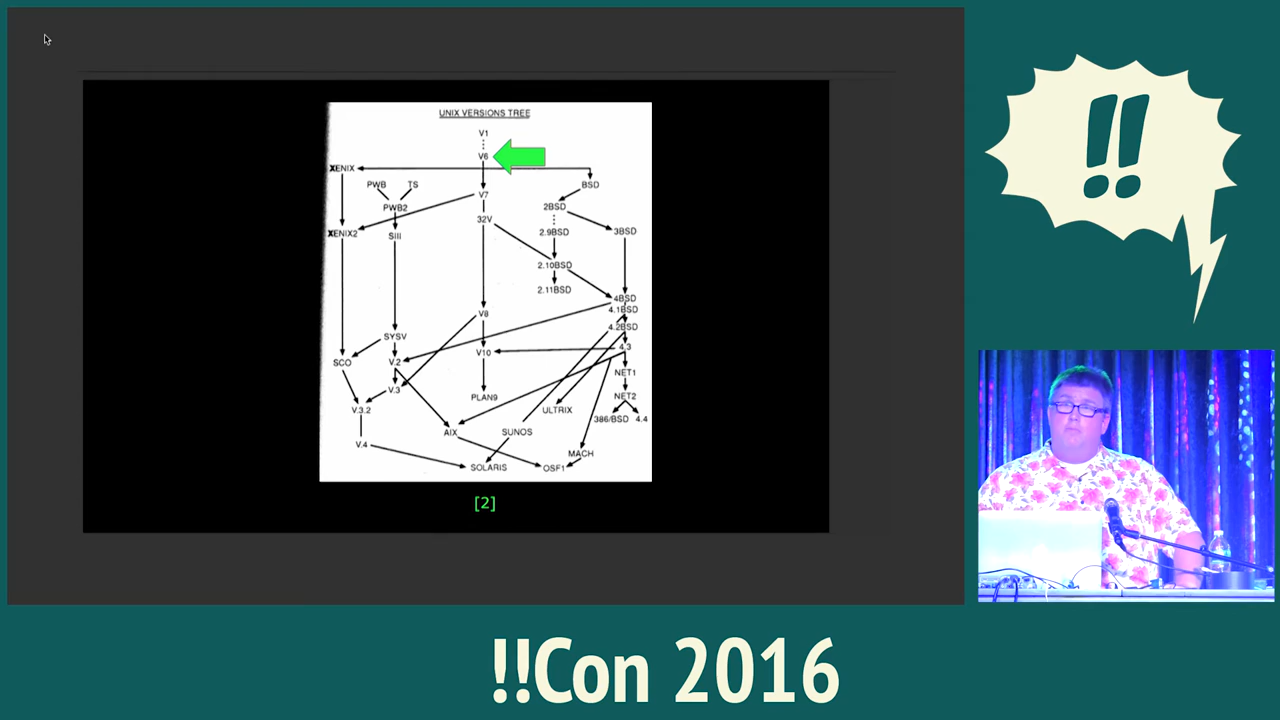 UNIX VERSIONS TREE
V1
V6
XENIX
PWB TS BSD
V7
PWB2 2BSD
32V
XENIX2 SIII 2.9BSD 3BSD
2.10BSD
2.11BSD
4BSD
4.1BSD
V8
4.2BSD
SYSV
4.3
V10
SCO V.2
NET1
V.3 PLAN9 NET2
V.3.2 ULTRIX
386/BSD 4.4
AIX SUNOS
V.4
MACH
SOLARIS OSF1
[2]
!!
!!Con 2016